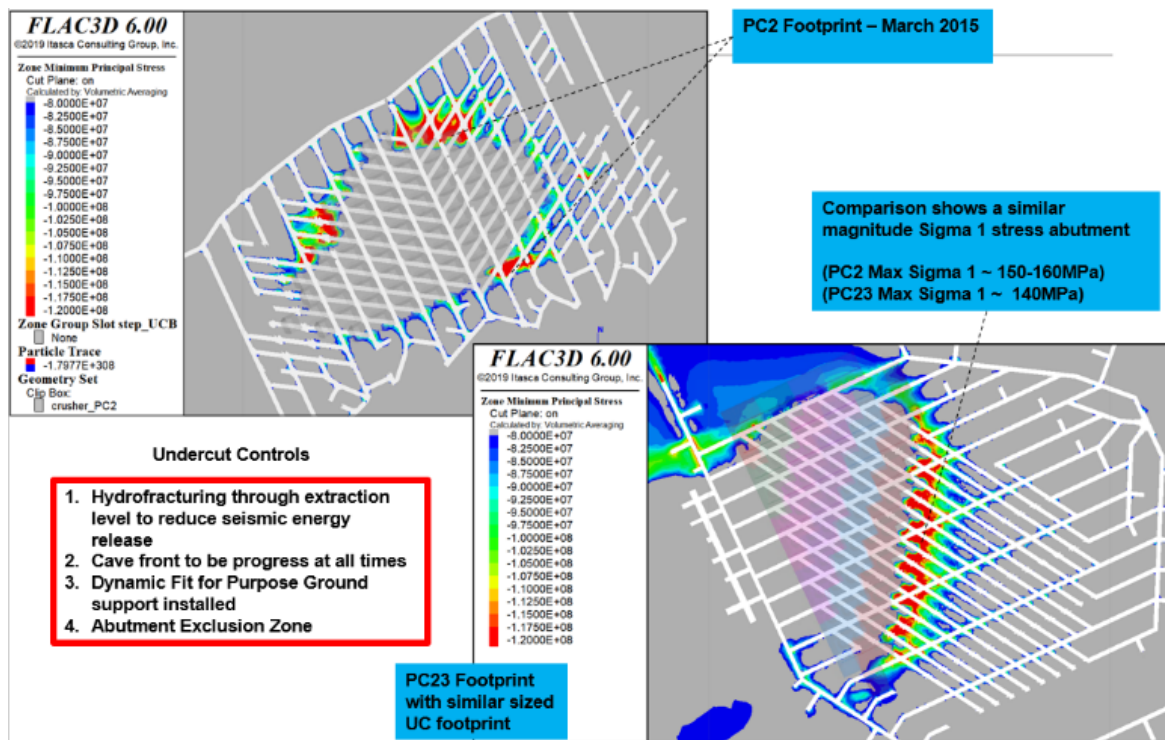 FLAC3D 6.00
©2019 Itasca Consulting Group, Inc.
Zone Minimum Principal Stress
Cut Plane: on
Calculated by: Volumetric Averaging
-8.0000E+07
-8.2500E+07
-8.5000E+07
-8.7500E+07
-9.0000E+07
-9.2500E+07
-9.5000E+07
-9.7500E+07
-1.0000E+08
-1.0250E+08
-1.0500E+08
-1.0750E+08
-1.1000E+08
-1.1250E+08
-1.1500E+08
-1.1750E+08
-1.2000E+08
Zone Group Slot step_UCB
None
Particle Trace
-1.7977E+308
Geometry Set
Clip Box:
crusher_PC2
N
PC2 Footprint – March 2015
Comparison shows a similar
magnitude Sigma 1 stress abutment
(PC2 Max Sigma 1 ~ 150-160MPa)
(PC23 Max Sigma 1 ~ 140MPa)
Undercut Controls
1. Hydrofracturing through extraction
level to reduce seismic energy
release
2. Cave front to be progress at all times
3. Dynamic Fit for Purpose Ground
support installed
4. Abutment Exclusion Zone
FLAC3D 6.00
©2019 Itasca Consulting Group, Inc.
Zone Minimum Principal Stress
Cut Plane: on
Calculated by: Volumetric Averaging
-8.0000E+07
-8.2500E+07
-8.5000E+07
-8.7500E+07
-9.0000E+07
-9.2500E+07
-9.5000E+07
-9.7500E+07
-1.0000E+08
-1.0250E+08
-1.0500E+08
-1.0750E+08
-1.1000E+08
-1.1250E+08
-1.1500E+08
-1.1750E+08
-1.2000E+08
PC23 Footprint
with similar sized
UC footprint